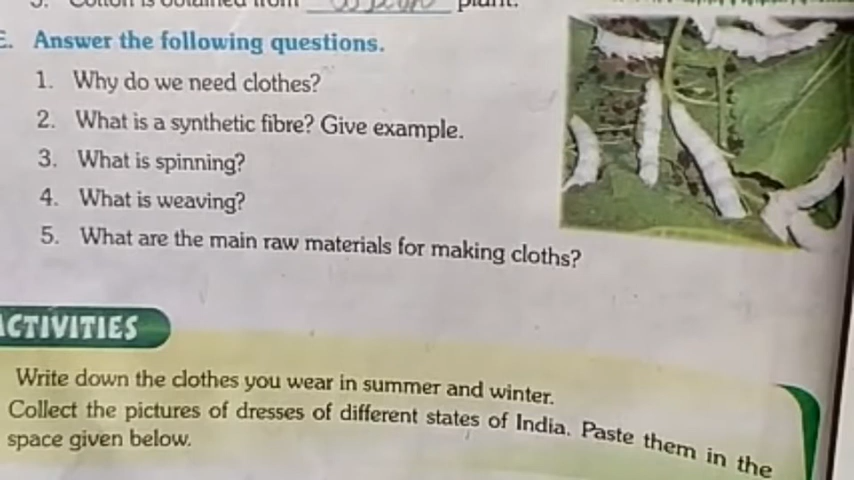 Cotton is obtained from plant.
Answer the following questions.
1. Why do we need clothes?
2. What is a synthetic fibre? Give example.
3. What is spinning?
4. What is weaving?
5. What are the main raw materials for making cloths?
ACTIVITIES
Write down the clothes you wear in summer and winter.
Collect the pictures of dresses of different states of India. Paste them in the
space given below.